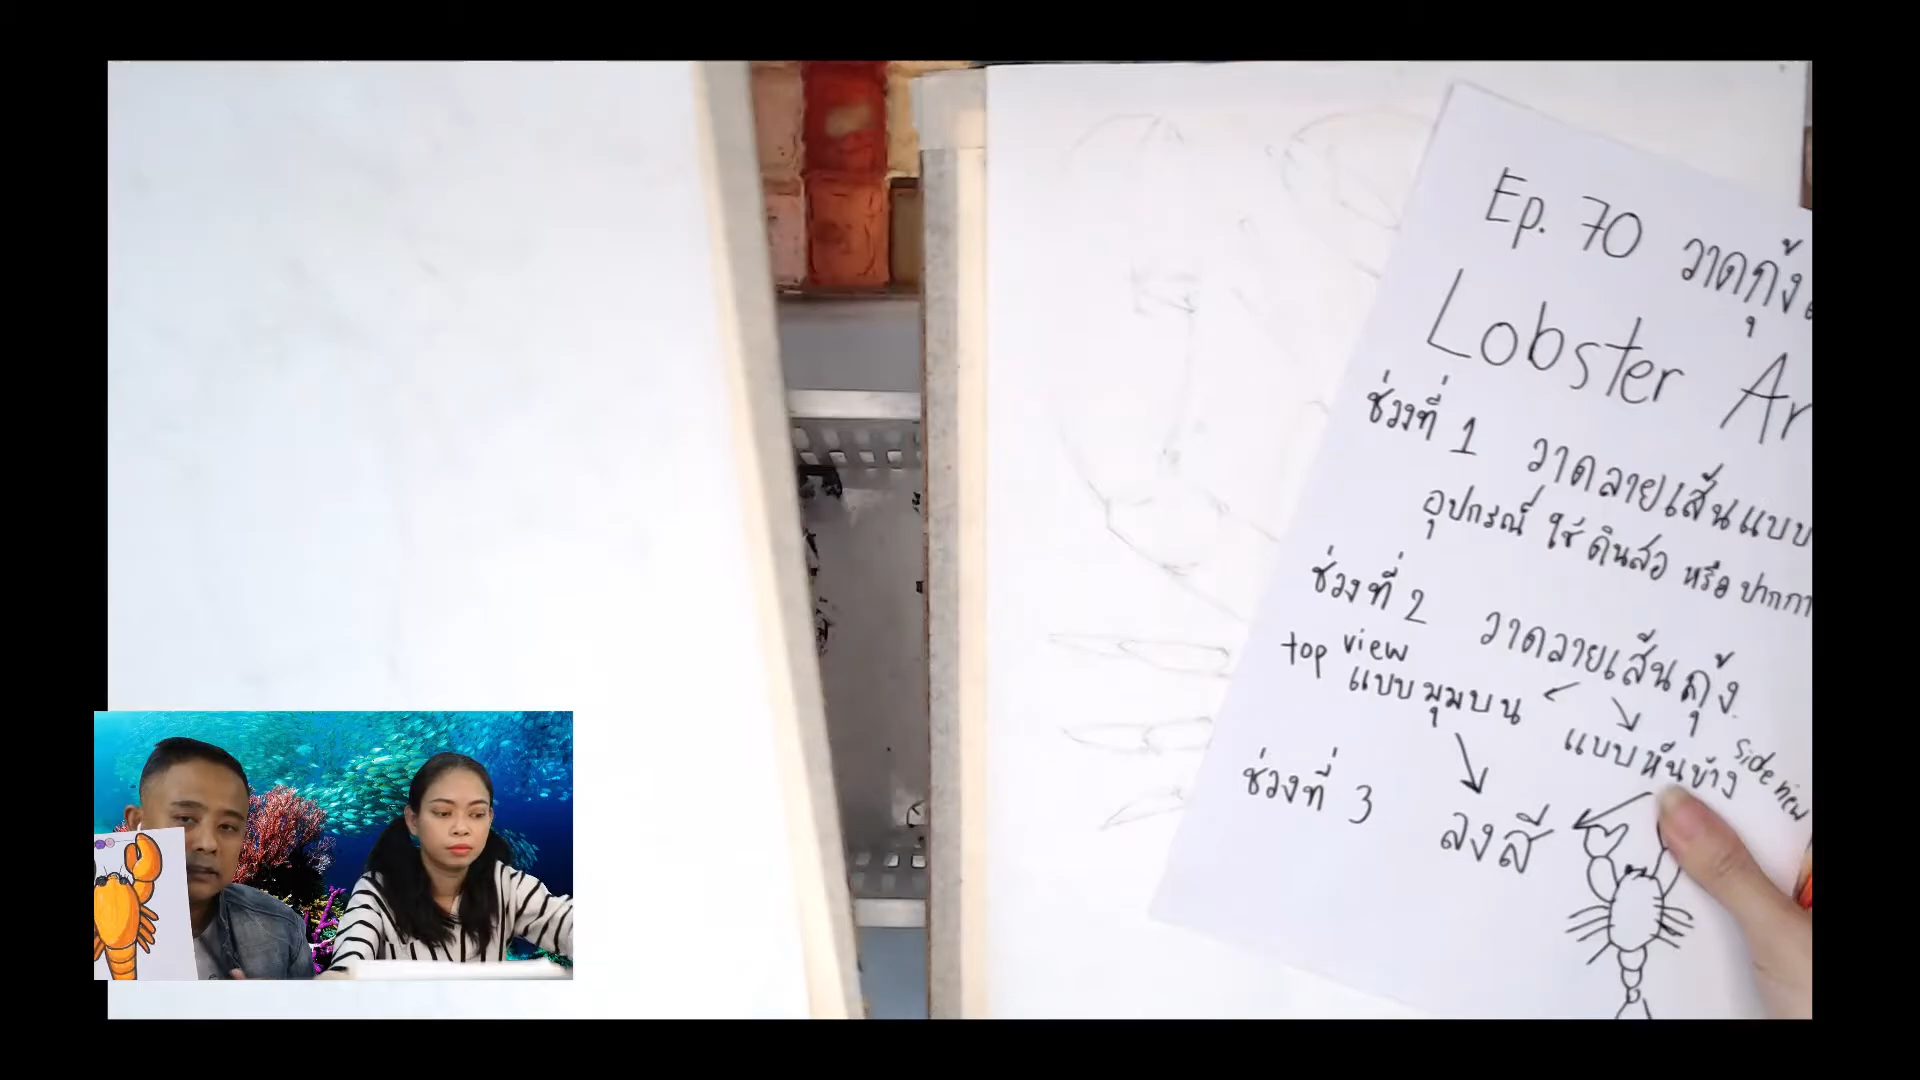 Ep. 70 วาดกุ้ง
Lobster Ar
ช่วงที่ 1 วาดลายเส้นแบบ
อุปกรณ์ ใช้ ดินสอ หรือ ปากกา
ช่วงที่ 2 วาดลายเส้น กุ้ง
top view
แบบมุมบน
แบบหันข้าง
side view
ช่วงที่ 3 ลงสี